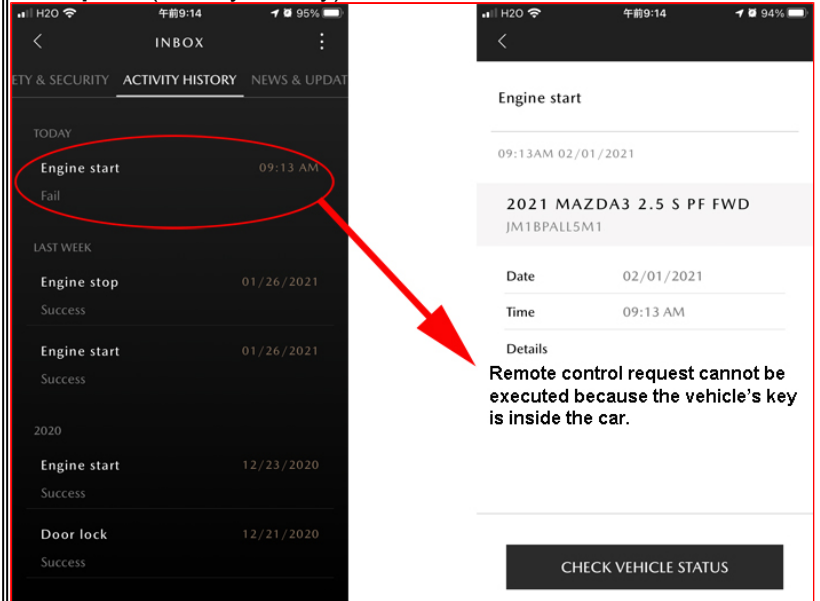 H2O
午前9:14
95%
INBOX
ETY & SECURITY
ACTIVITY HISTORY
NEWS & UPDAT
TODAY
Engine start
09:13 AM
Fail
LAST WEEK
Engine stop
01/26/2021
Success
Engine start
01/26/2021
Success
2020
Engine start
12/23/2020
Success
Door lock
12/21/2020
Success
H2O
午前9:14
94%
Engine start
09:13AM 02/01/2021
2021 MAZDA3 2.5 S PF FWD
JM1BPALL5M1
Date
02/01/2021
Time
09:13 AM
Details
Remote control request cannot be
executed because the vehicle's key
is inside the car.
CHECK VEHICLE STATUS